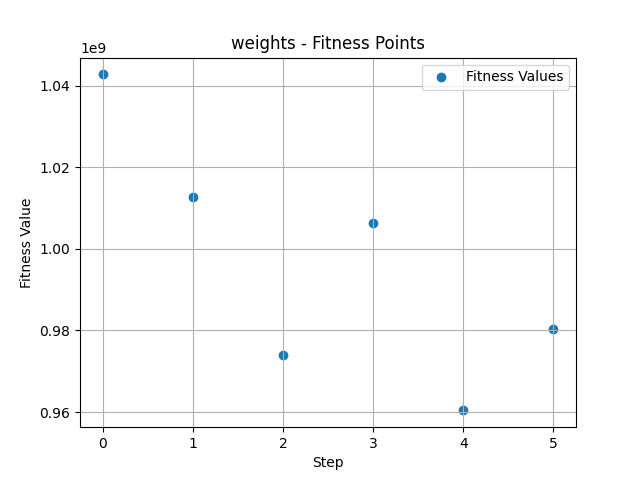 weights - Fitness Points
1e9
Fitness Values
1.04
1.02
1.00
0.98
0.96
Fitness Value
0 1 2 3 4 5
Step